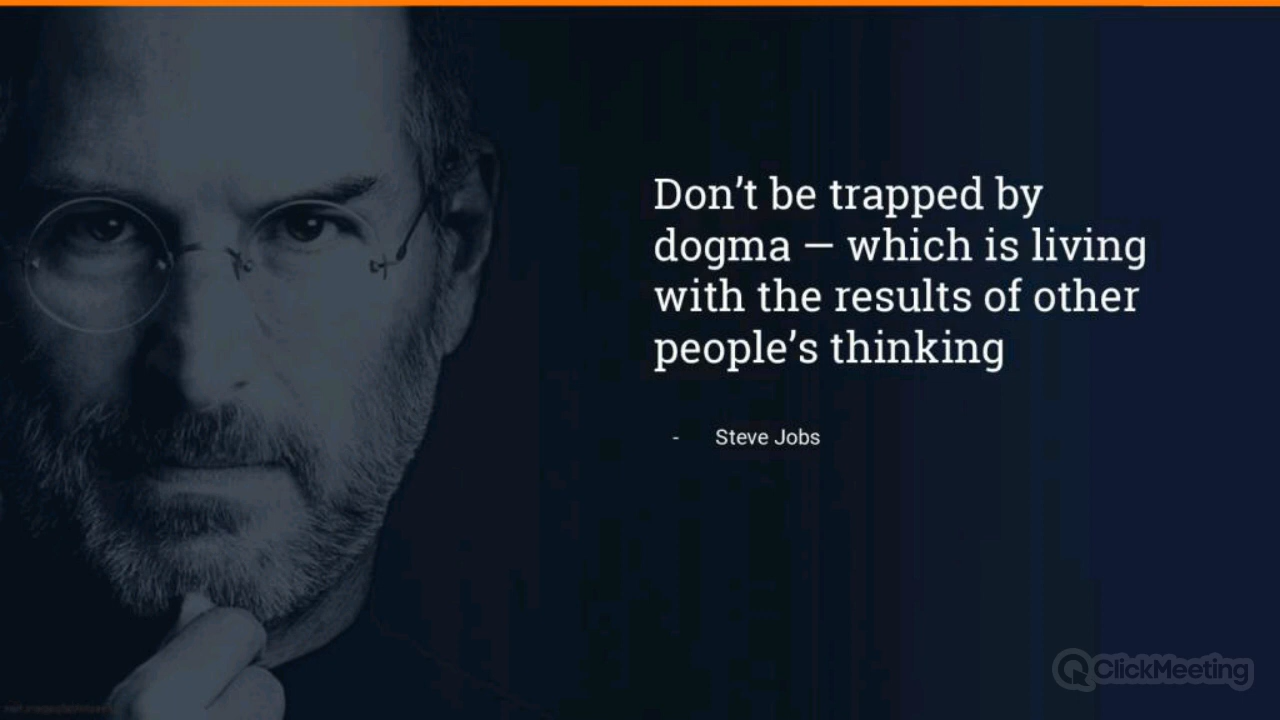 Don’t be trapped by
dogma — which is living
with the results of other
people’s thinking
- Steve Jobs
ClickMeeting